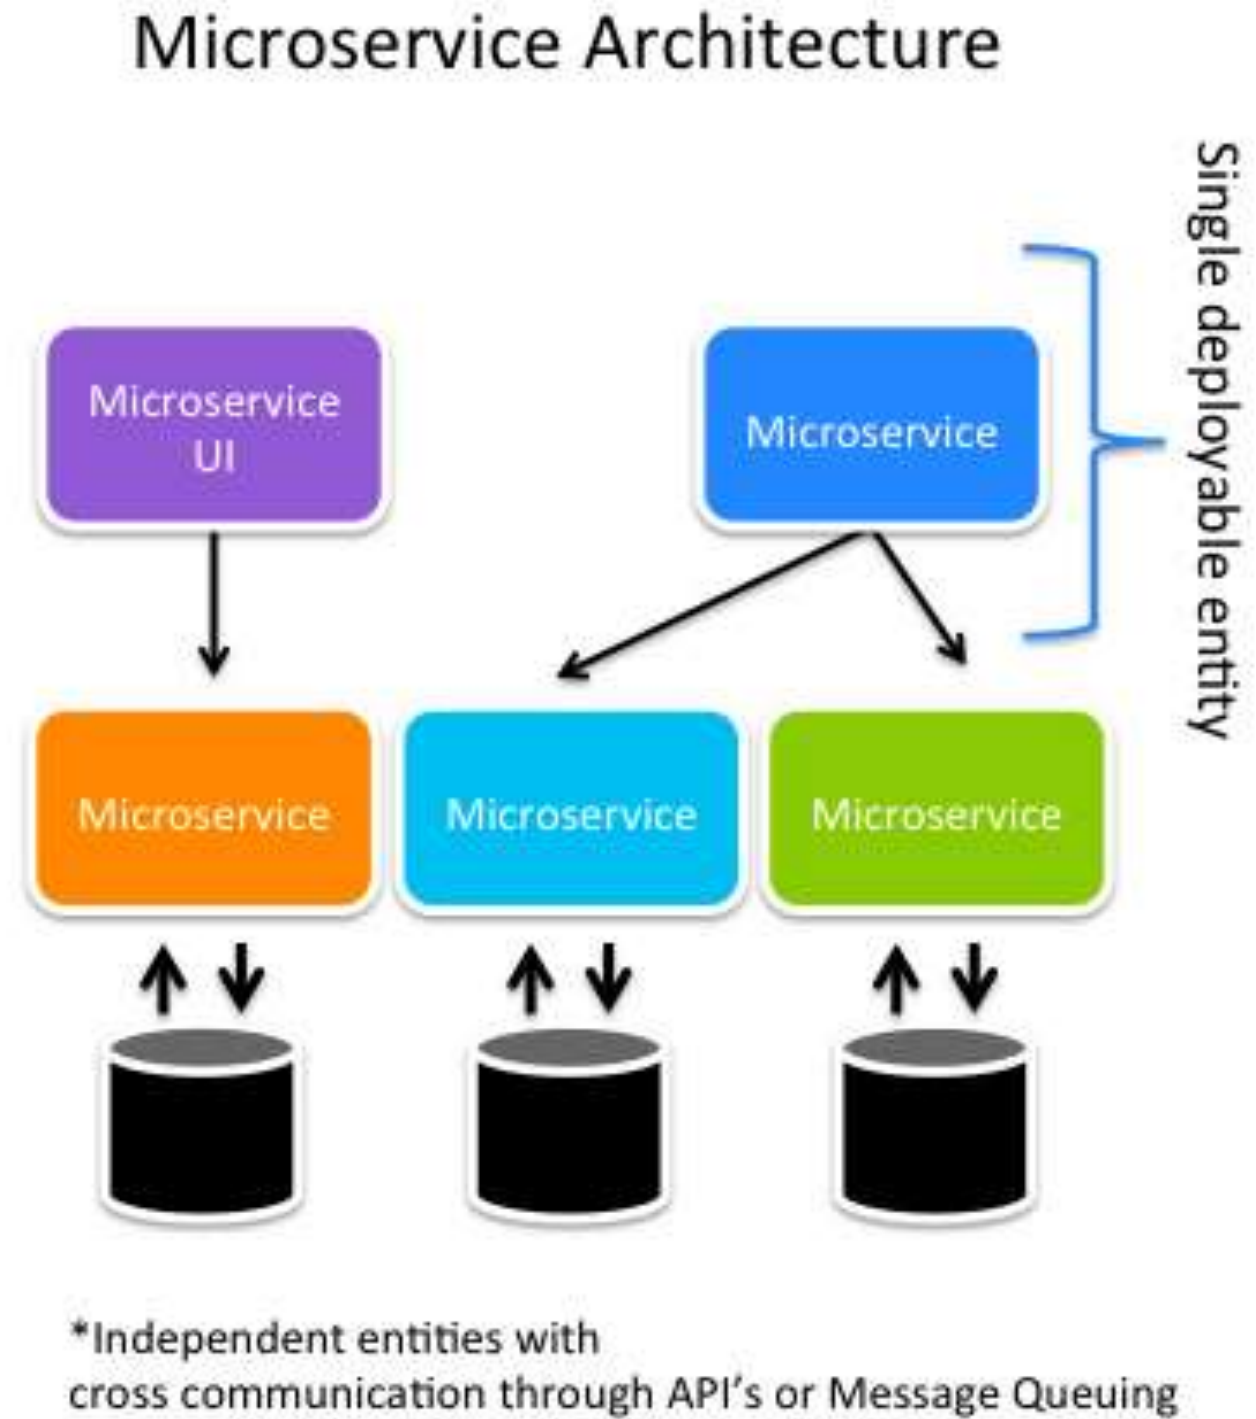 Microservice Architecture
Single deployable entity
Microservice
UI
Microservice
Microservice
Microservice
Microservice
*Independent entities with
cross communication through API's or Message Queuing